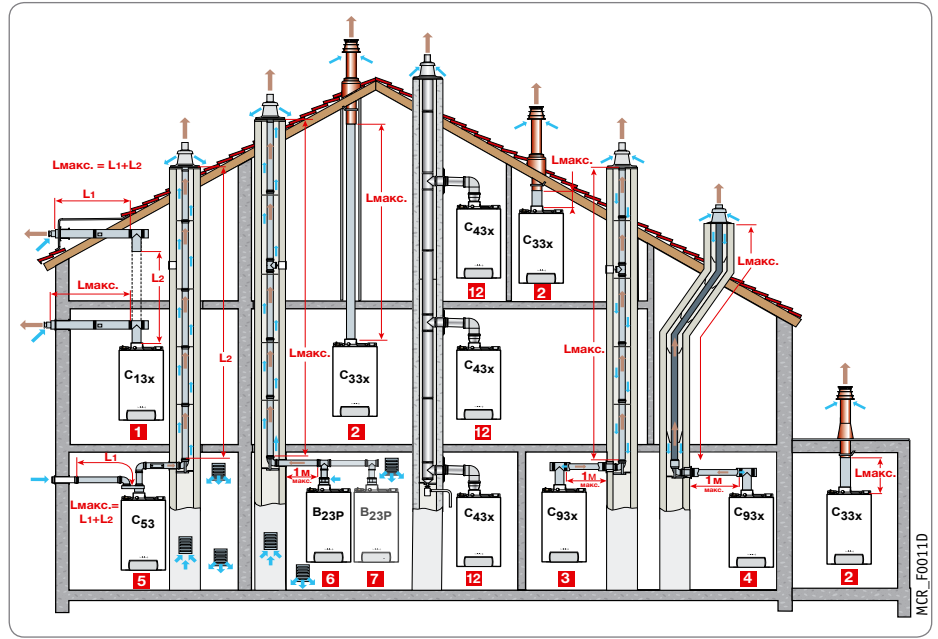 Lмакс.
Lмакс. = L1+L2
L1
Lмакс.
L2
Lмакс.
C43x
12
C33x
2
Lмакс.
Lмакс.
L2
Lмакс.
Lмакс.
C13x
1
C33x
2
C43x
12
L1
Lмакс.=
L1+L2
C53
5
1м
макс.
B23P
6
B23P
7
C43x
12
1м
макс.
C93x
3
1м
макс.
C93x
4
Lмакс.
C33x
2
MCR_F0011D